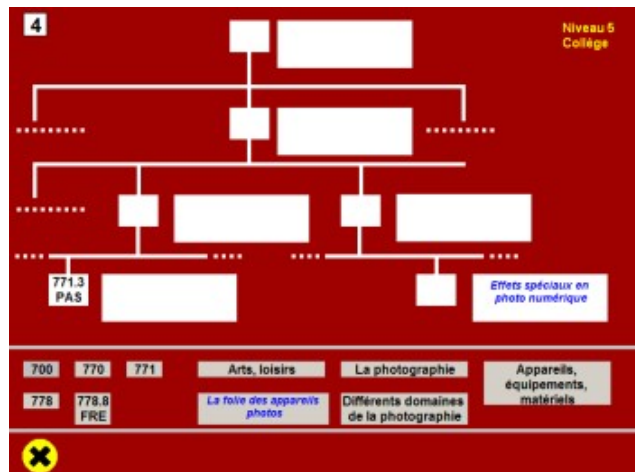 4
Niveau 5
Collège
771.3
PAS
Effets spéciaux en
photo numérique
700
770
771
Arts, loisirs
La photographie
Appareils,
équipements,
matériels
778
778.8
FRE
La folie des appareils
photos
Différents domaines
de la photographie